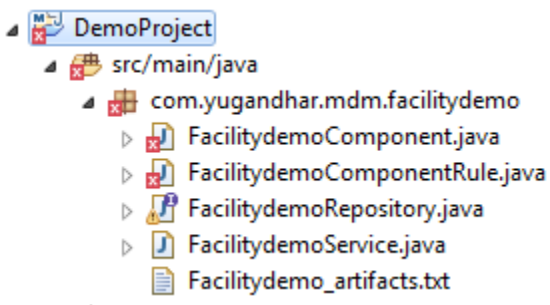 DemoProject
src/main/java
com.yugandhar.mdm.facilitydemo
FacilitydemoComponent.java
FacilitydemoComponentRule.java
FacilitydemoRepository.java
FacilitydemoService.java
Facilitydemo_artifacts.txt